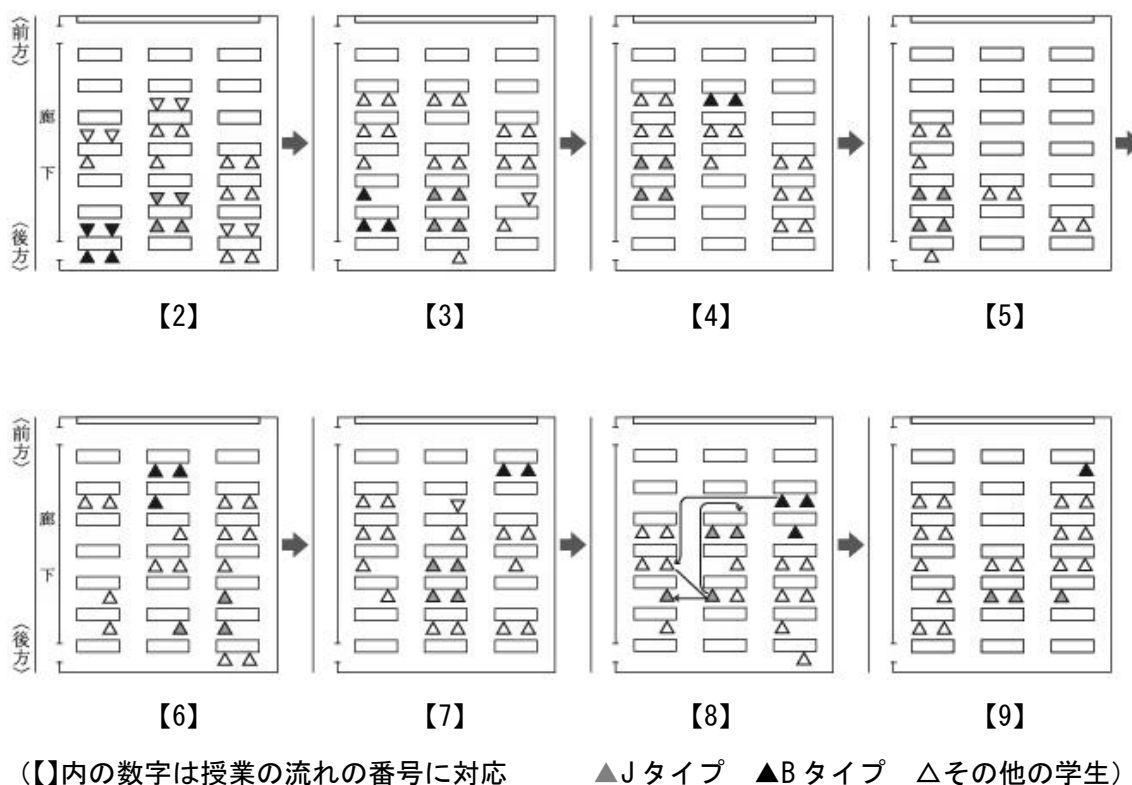 〈前方〉
廊下
〈後方〉
【2】
【3】
【4】
【5】
〈前方〉
廊下
〈後方〉
【6】
【7】
【8】
【9】
（【】内の数字は授業の流れの番号に対応 ▲Jタイプ ▲Bタイプ △その他の学生）